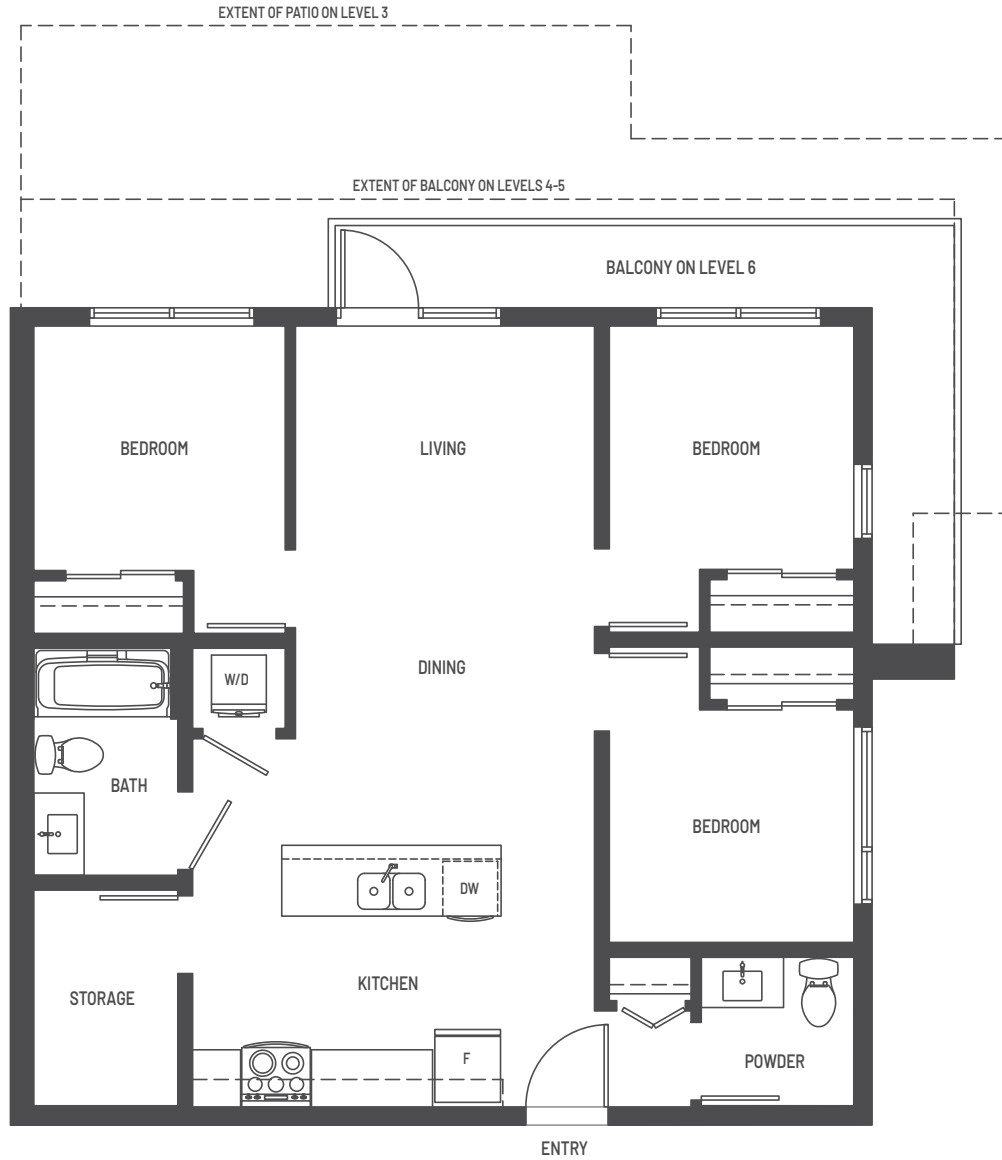 EXTENT OF PATIO ON LEVEL 3
EXTENT OF BALCONY ON LEVELS 4-5
BALCONY ON LEVEL 6
BEDROOM
LIVING
BEDROOM
DINING
W/D
BATH
BEDROOM
DW
KITCHEN
STORAGE
F
POWDER
ENTRY